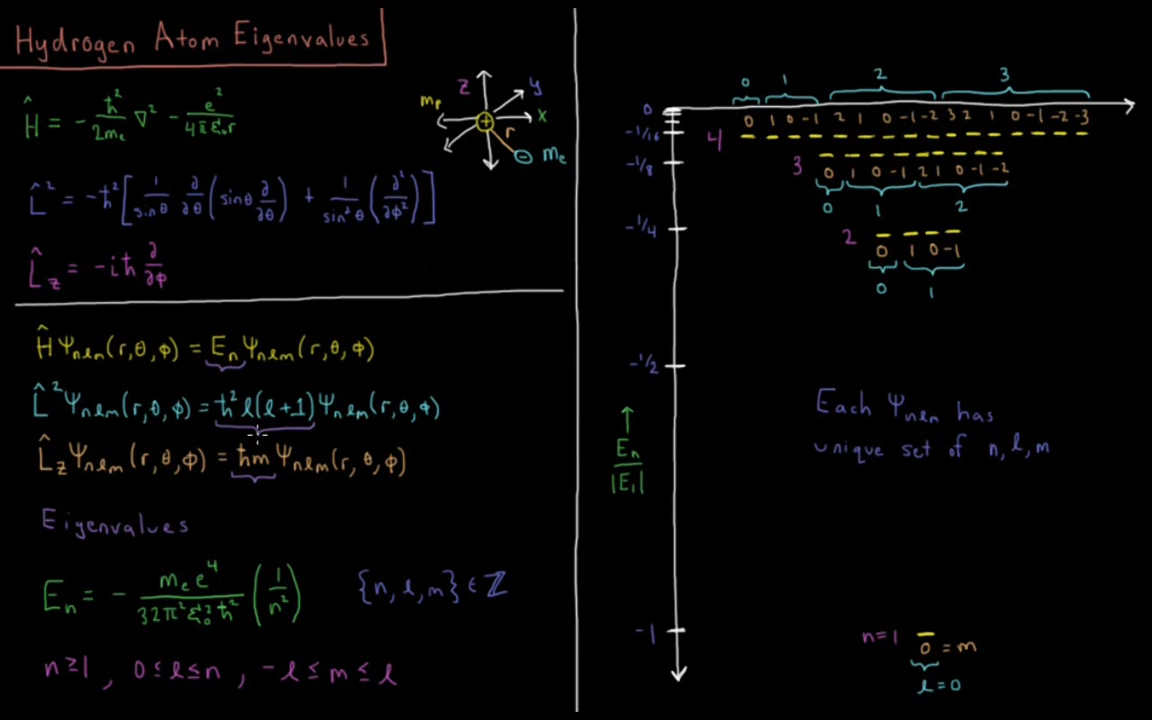 Hydrogen Atom Eigenvalues
Ĥ = - ħ²/2mₑ ∇² - e²/4πε₀r
z y x r mₚ mₑ + −
L̂² = -ħ² [ 1/sinθ ∂/∂θ (sinθ ∂/∂θ) + 1/sin²θ (∂²/∂φ²) ]
L̂z = -iħ ∂/∂φ
ĤΨnlm(r,θ,φ) = EnΨnlm(r,θ,φ)
L̂²Ψnlm(r,θ,φ) = ħ²l(l+1)Ψnlm(r,θ,φ)
L̂zΨnlm(r,θ,φ) = ħmΨnlm(r,θ,φ)
Eigenvalues
En = - mₑe⁴/32π²ε₀²ħ² (1/n²)
{n, l, m} ∈ ℤ
n≥1, 0≤l≤n, -l≤m≤l
0 1 2 3
0
0 1 0 -1 2 1 0 -1 -2 3 2 1 0 -1 -2 -3
-1/16 4
-1/8 3
0 1 0 -1 2 1 0 -1 -2
0 1 2
-1/4 2
0 1 0 -1
0 1
-1/2
Each Ψnlm has
unique set of n, l, m
↑
En
|E₁|
-1 n=1
0 = m
l=0